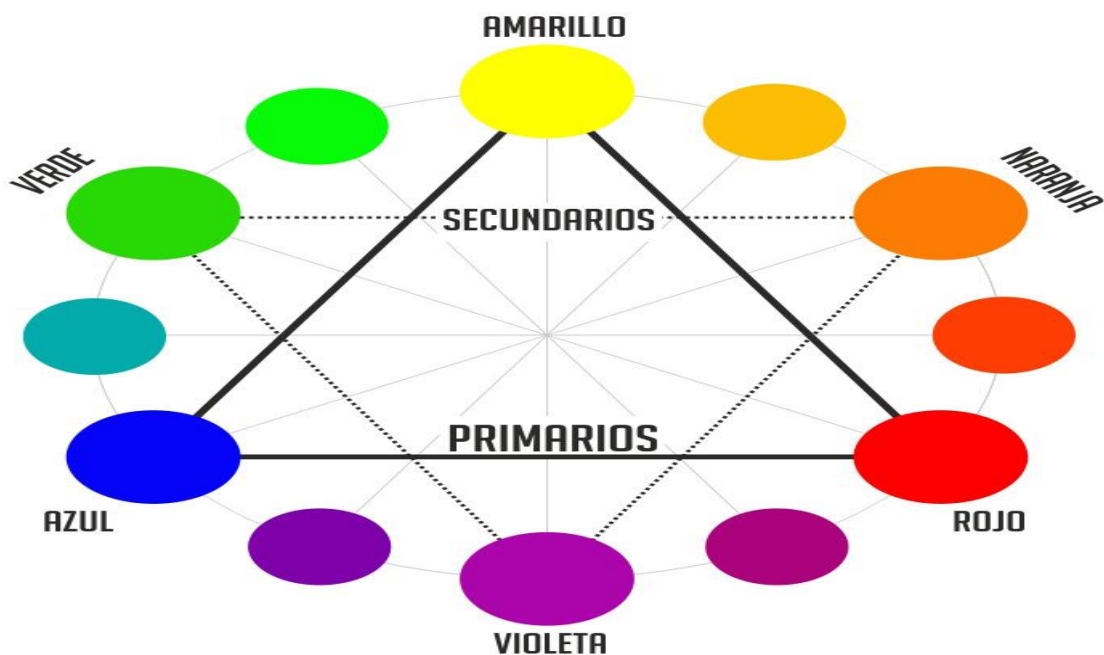 AMARILLO
VERDE
NARANJA
SECUNDARIOS
PRIMARIOS
AZUL
ROJO
VIOLETA